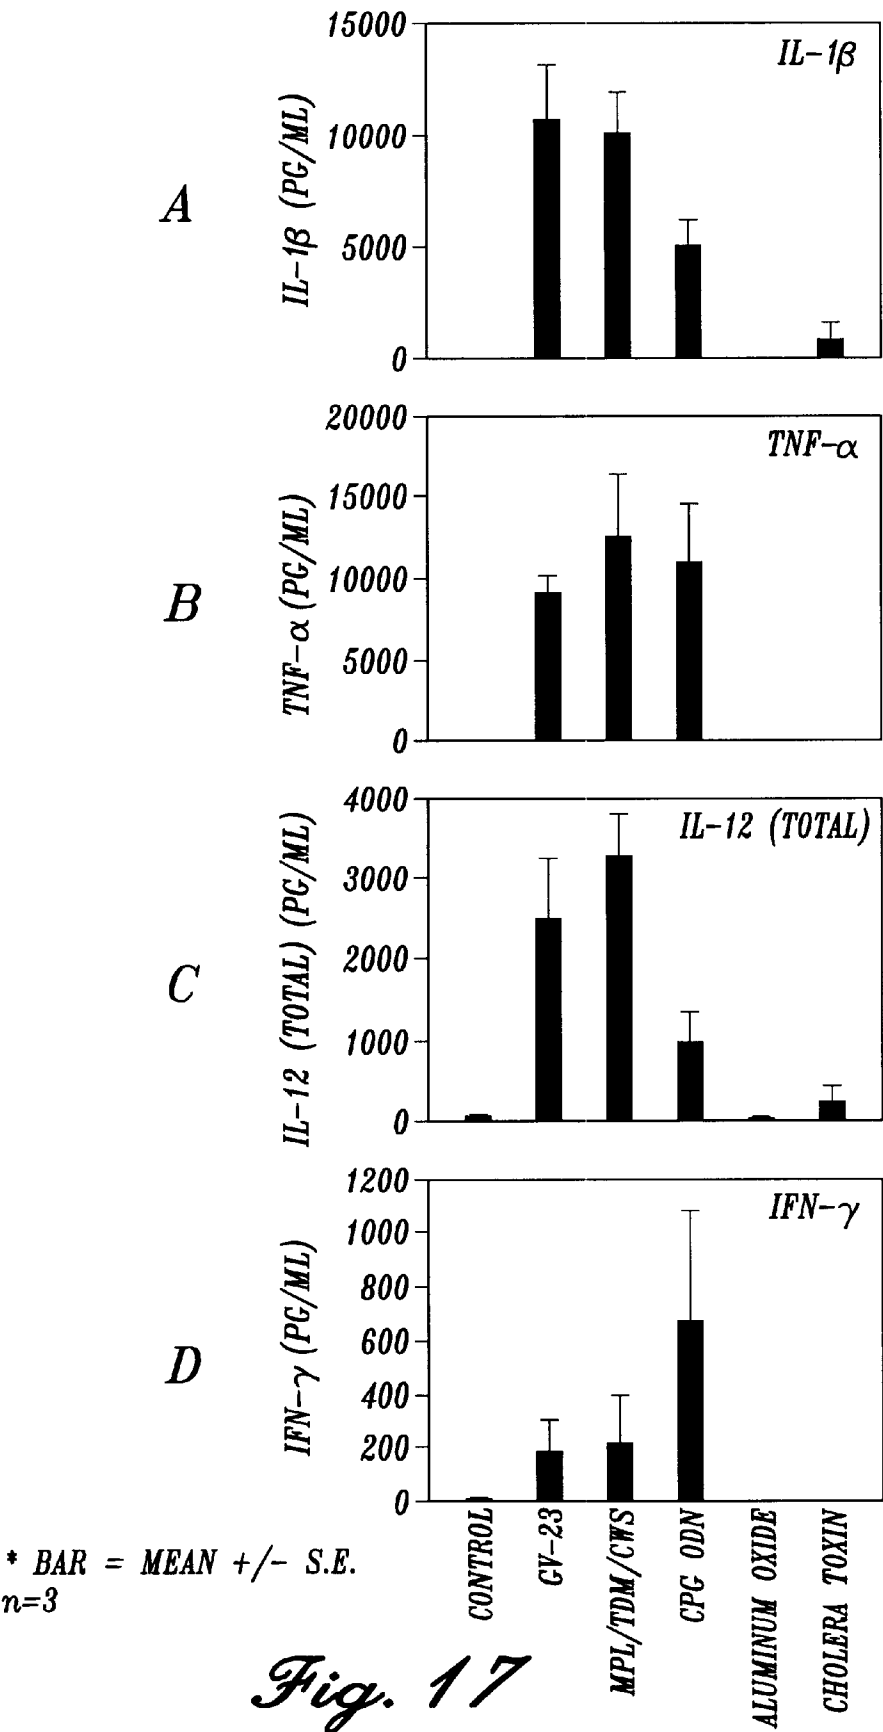 A
IL-1β (PG/ML)
15000
10000
5000
0
IL-1β
B
TNF-α (PG/ML)
20000
15000
10000
5000
0
TNF-α
C
IL-12 (TOTAL) (PG/ML)
4000
3000
2000
1000
0
IL-12 (TOTAL)
D
IFN-γ (PG/ML)
1200
1000
800
600
400
200
0
IFN-γ
CONTROL
GV-23
MPL/TDM/CWS
CPG ODN
ALUMINUM OXIDE
CHOLERA TOXIN
* BAR = MEAN +/- S.E.
n=3
Fig. 17